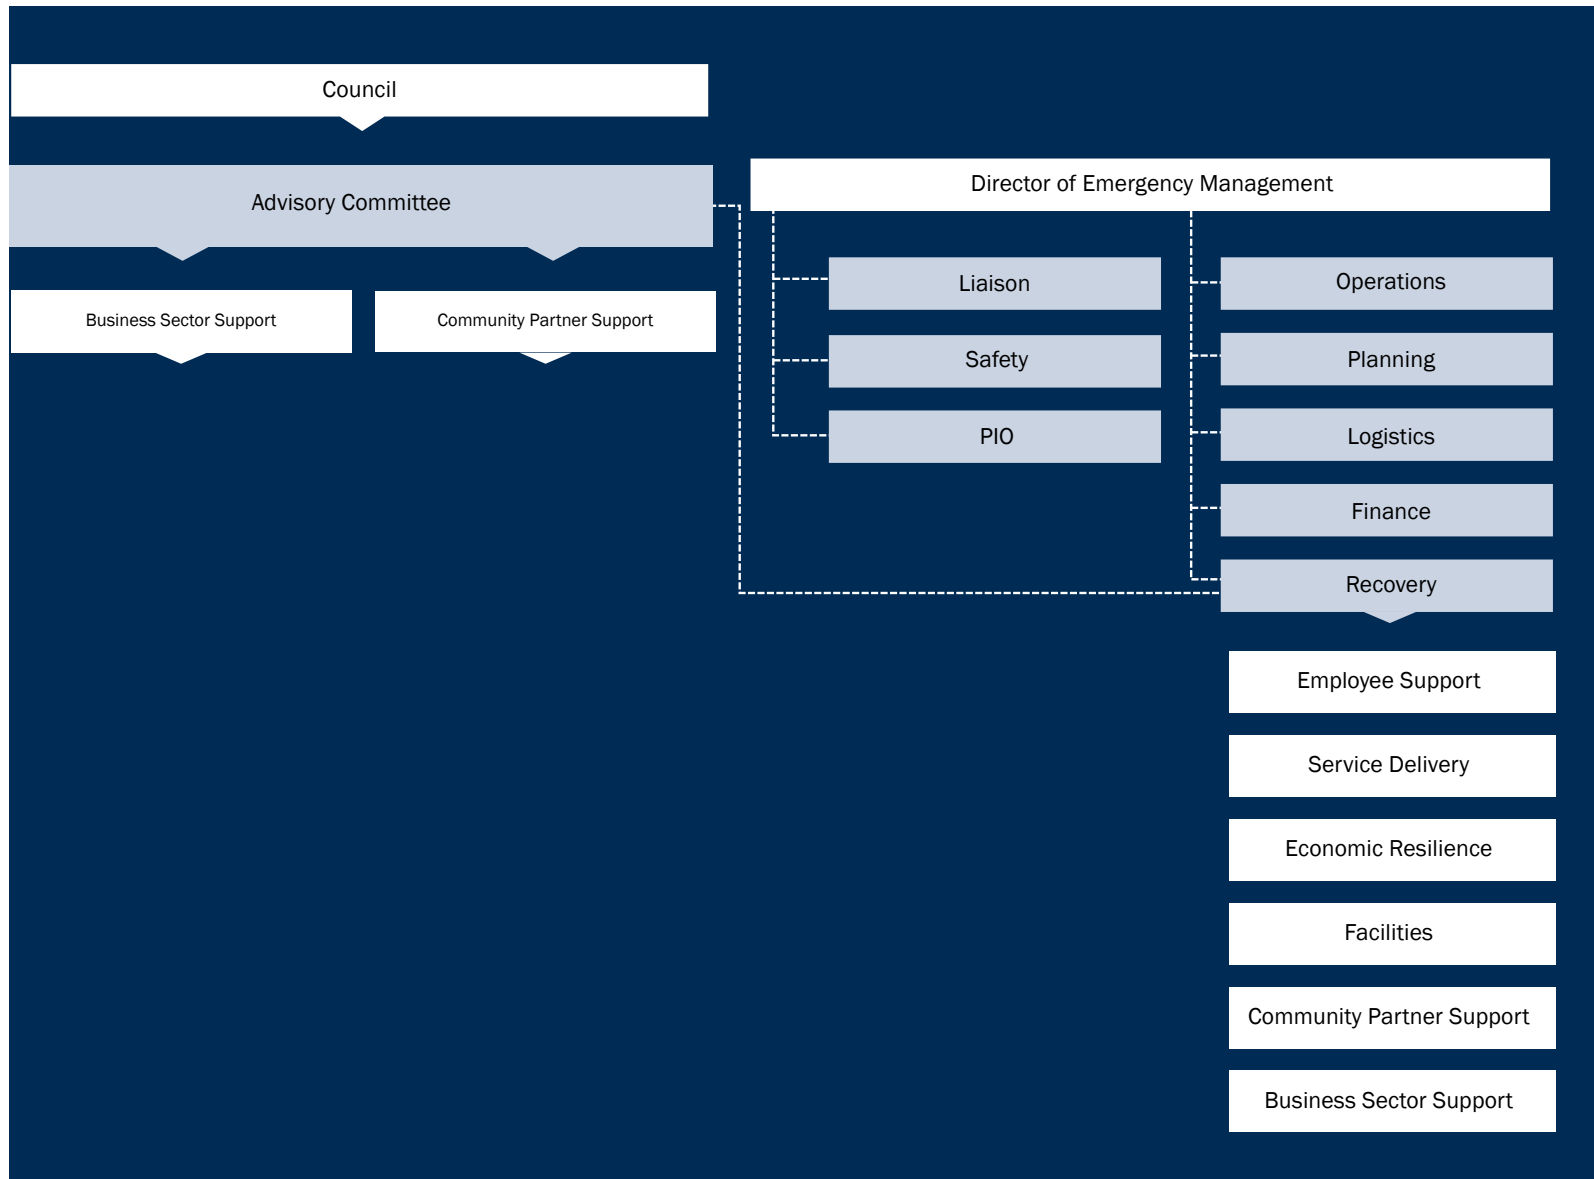 Council
Advisory Committee
Business Sector Support
Community Partner Support
Director of Emergency Management
Liaison
Safety
PIO
Operations
Planning
Logistics
Finance
Recovery
Employee Support
Service Delivery
Economic Resilience
Facilities
Community Partner Support
Business Sector Support